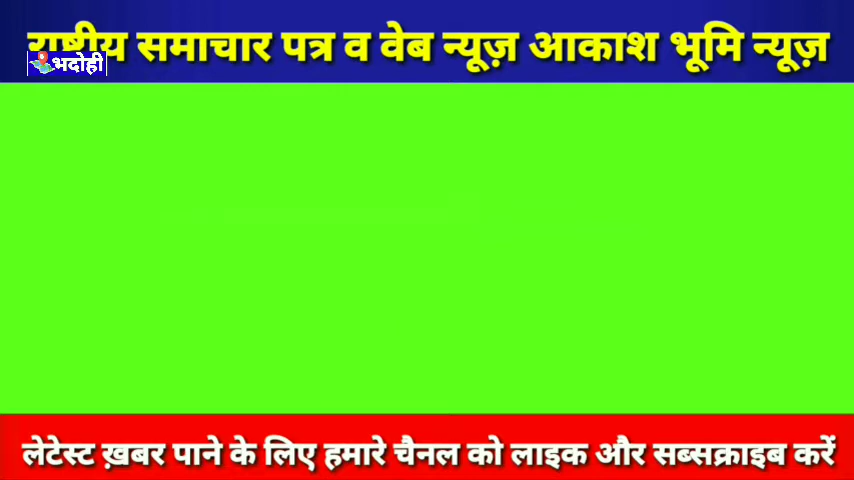 राष्ट्रीय समाचार पत्र व वेब न्यूज़ आकाश भूमि न्यूज़
भदोही
लेटेस्ट ख़बर पाने के लिए हमारे चैनल को लाइक और सब्सक्राइब करें